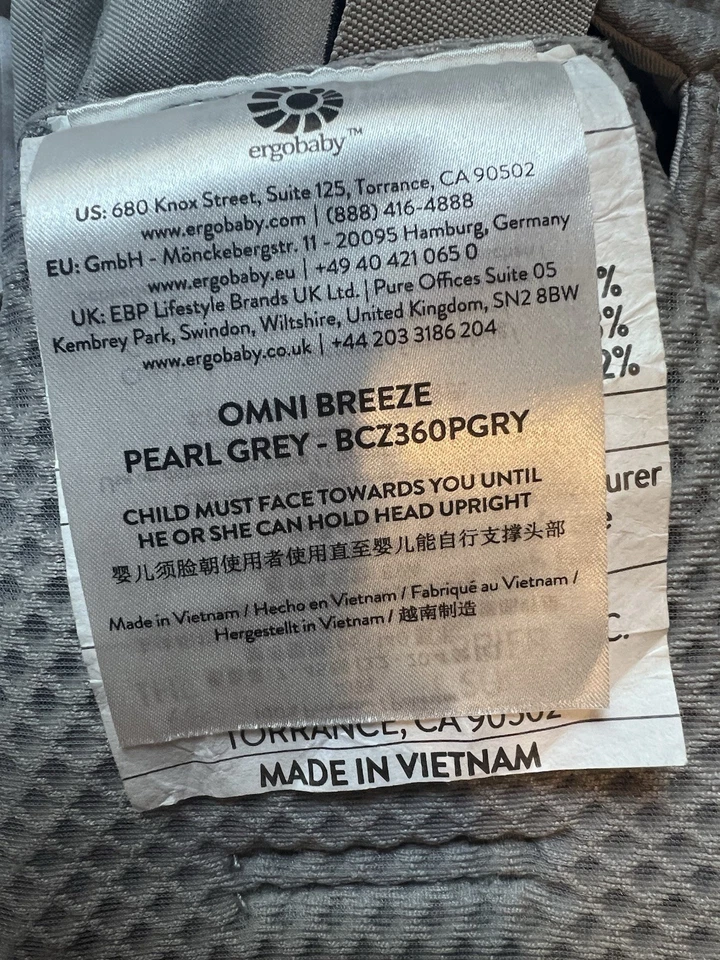 ergobaby™
US: 680 Knox Street, Suite 125, Torrance, CA 90502
www.ergobaby.com | (888) 416-4888
EU: GmbH - Mönckebergstr. 11 - 20095 Hamburg, Germany
www.ergobaby.eu | +49 40 421 065 0
UK: EBP Lifestyle Brands UK Ltd. | Pure Offices Suite 05
Kembrey Park, Swindon, Wiltshire, United Kingdom, SN2 8BW
www.ergobaby.co.uk | +44 203 3186 204
OMNI BREEZE
PEARL GREY - BCZ360PGRY
CHILD MUST FACE TOWARDS YOU UNTIL
HE OR SHE CAN HOLD HEAD UPRIGHT
婴儿须脸朝使用者使用直至婴儿能自行支撑头部
Made in Vietnam / Hecho en Vietnam / Fabriqué au Vietnam /
Hergestellt in Vietnam / 越南制造
%
%
2%
urer
e
C.
TORRANCE, CA 90502
MADE IN VIETNAM